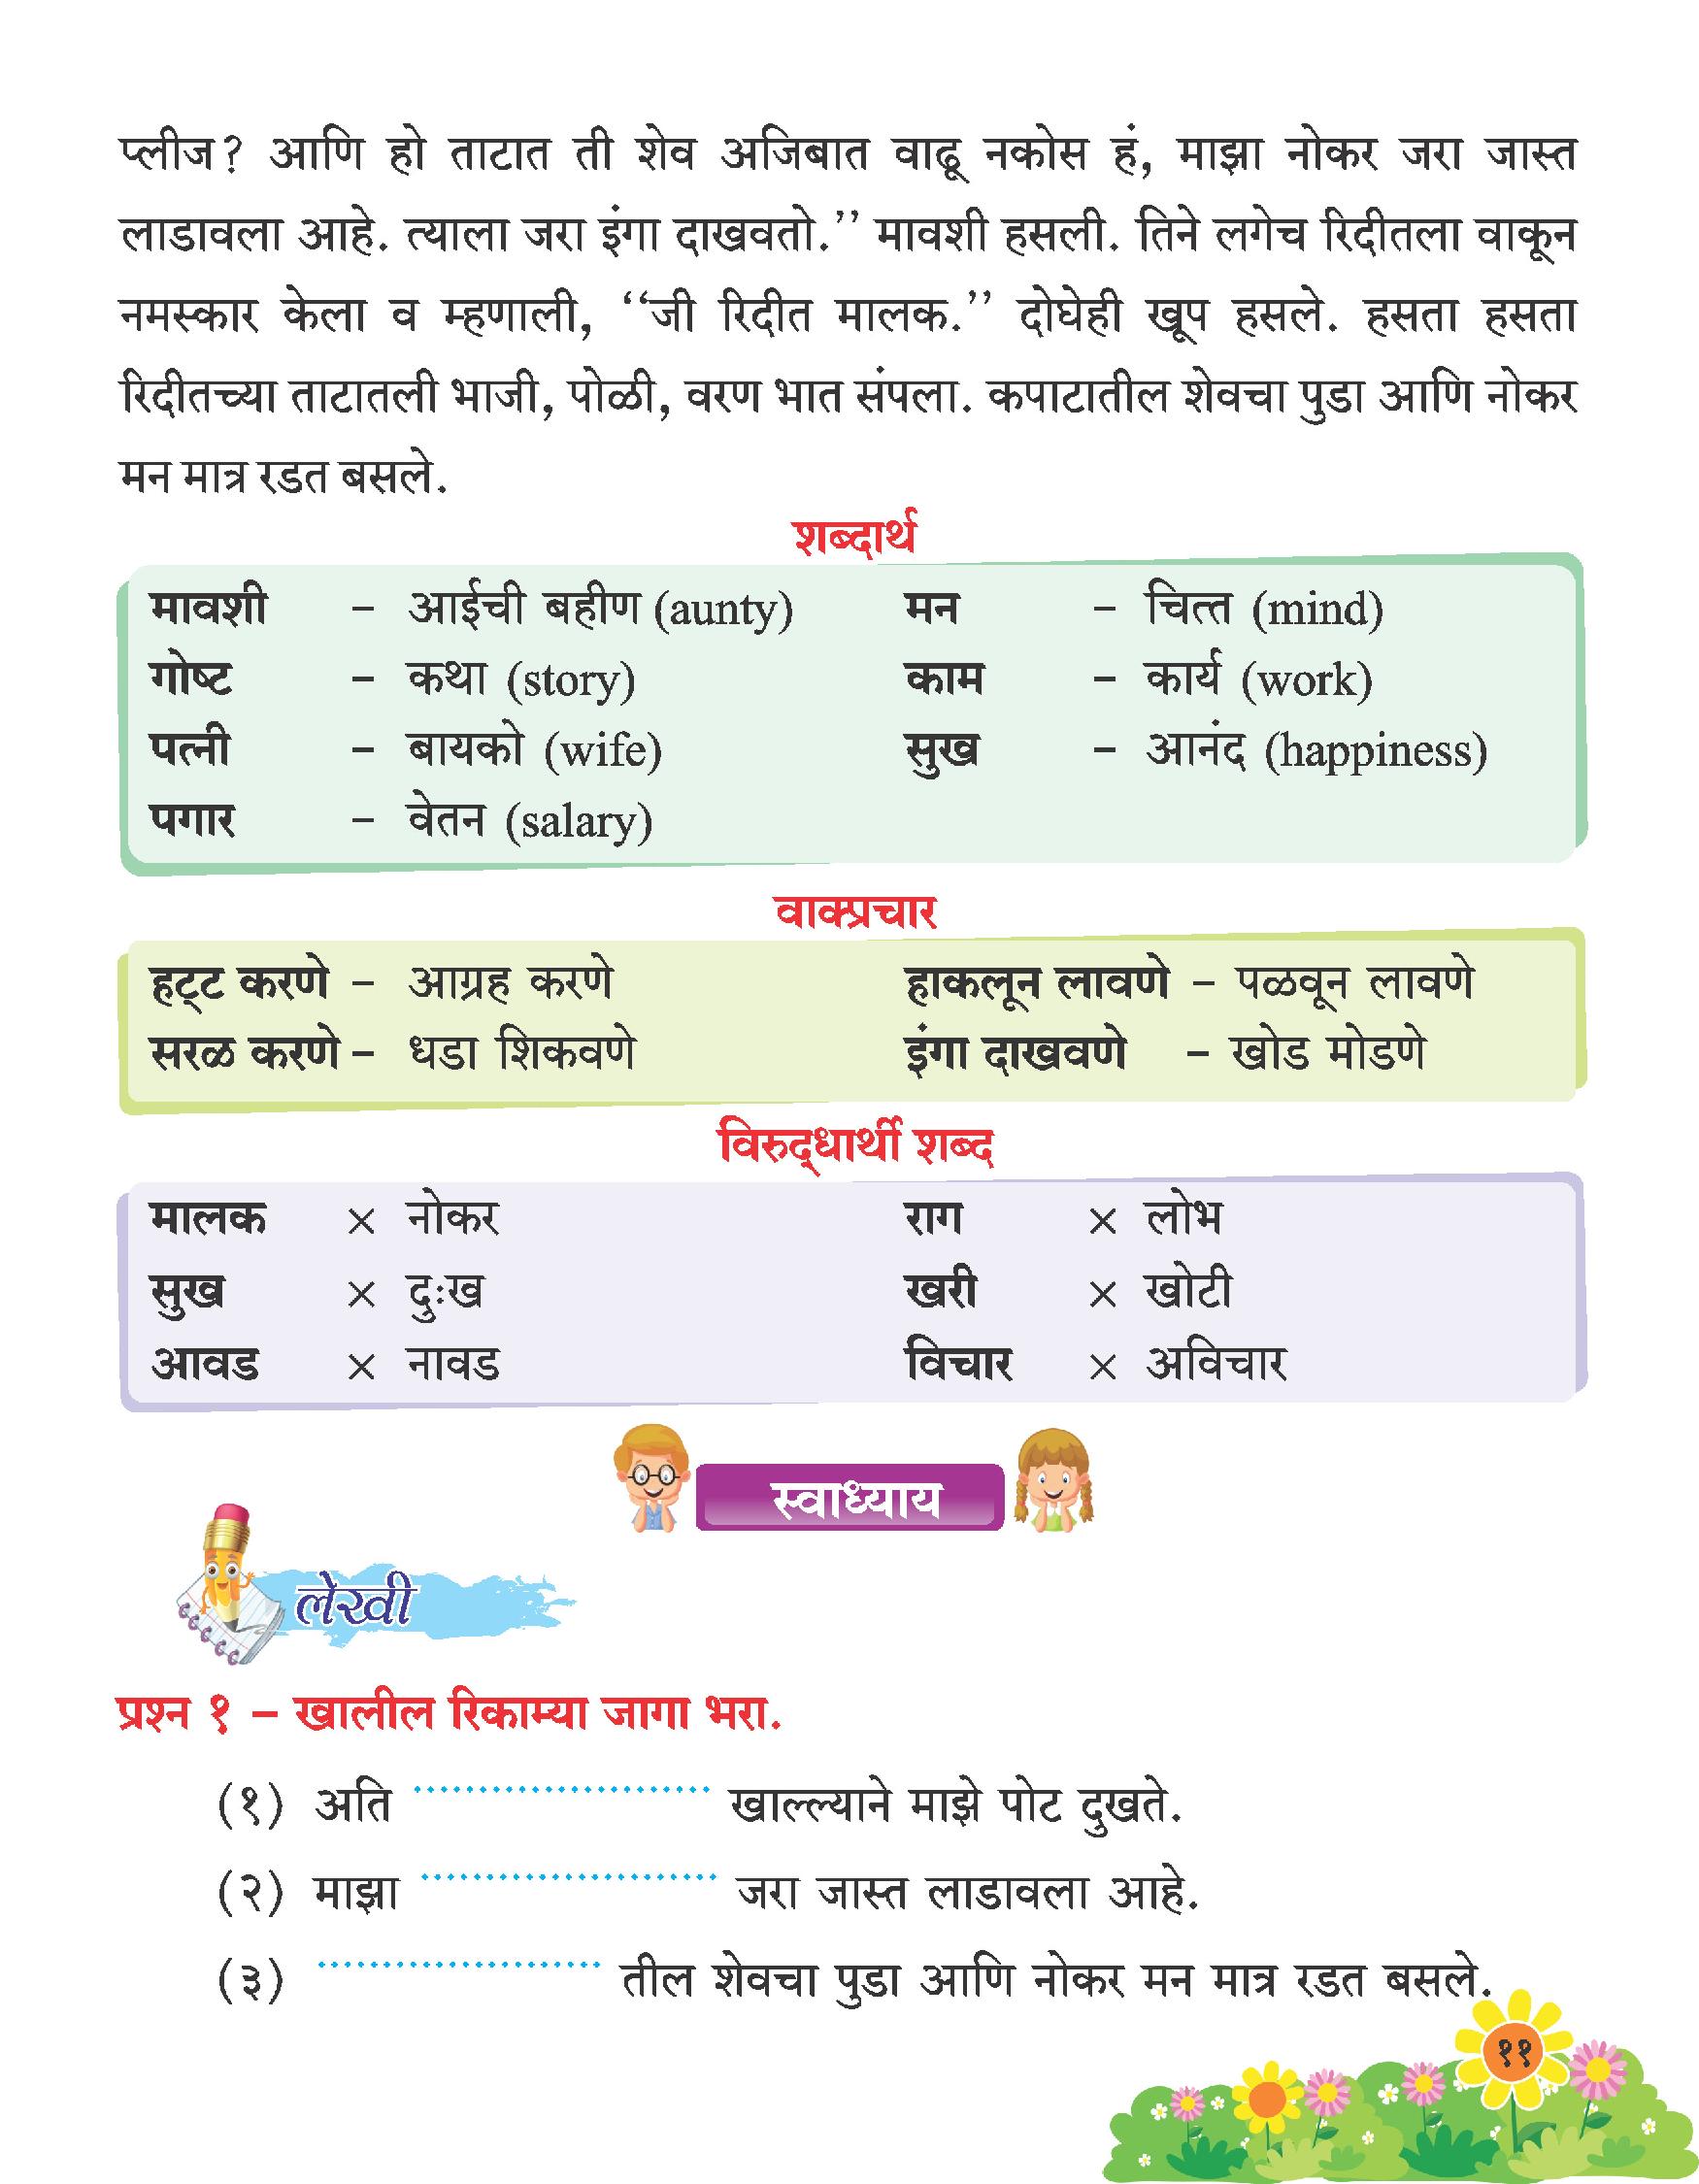 प्लीज? आणि हो ताटात ती शेव अजिबात वाढू नकोस हं, माझा नोकर जरा जास्त
लाडावला आहे. त्याला जरा इंगा दाखवतो.’’ मावशी हसली. तिने लगेच रिदीतला वाकून
नमस्कार केला व म्हणाली, ‘‘जी रिदीत मालक.’’ दोघेही खूप हसले. हसता हसता
रिदीतच्या ताटातली भाजी, पोळी, वरण भात संपला. कपाटातील शेवचा पुडा आणि नोकर
मन मात्र रडत बसले.
शब्दार्थ
मावशी – आईची बहीण (aunty) मन – चित्त (mind)
गोष्ट – कथा (story) काम – कार्य (work)
पत्नी – बायको (wife) सुख – आनंद (happiness)
पगार – वेतन (salary)
वाक्प्रचार
हट्ट करणे – आग्रह करणे हाकलून लावणे – पळवून लावणे
सरळ करणे – धडा शिकवणे इंगा दाखवणे – खोड मोडणे
विरुद्धार्थी शब्द
मालक × नोकर राग × लोभ
सुख × दुःख खरी × खोटी
आवड × नावड विचार × अविचार
स्वाध्याय
लेखी
प्रश्न १ – खालील रिकाम्या जागा भरा.
(१) अति ........................ खाल्ल्याने माझे पोट दुखते.
(२) माझा ........................ जरा जास्त लाडावला आहे.
(३) ........................ तील शेवचा पुडा आणि नोकर मन मात्र रडत बसले.
११